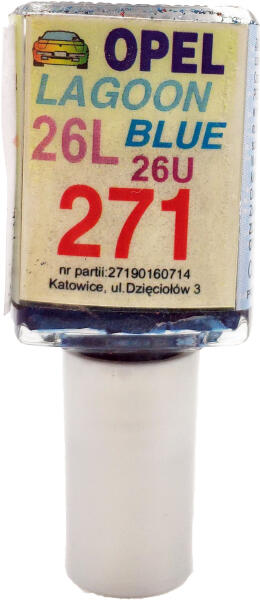 OPEL
LAGOON
26L BLUE
26U
271
nr partii:27190160714
Katowice, ul.Dzięciołów 3